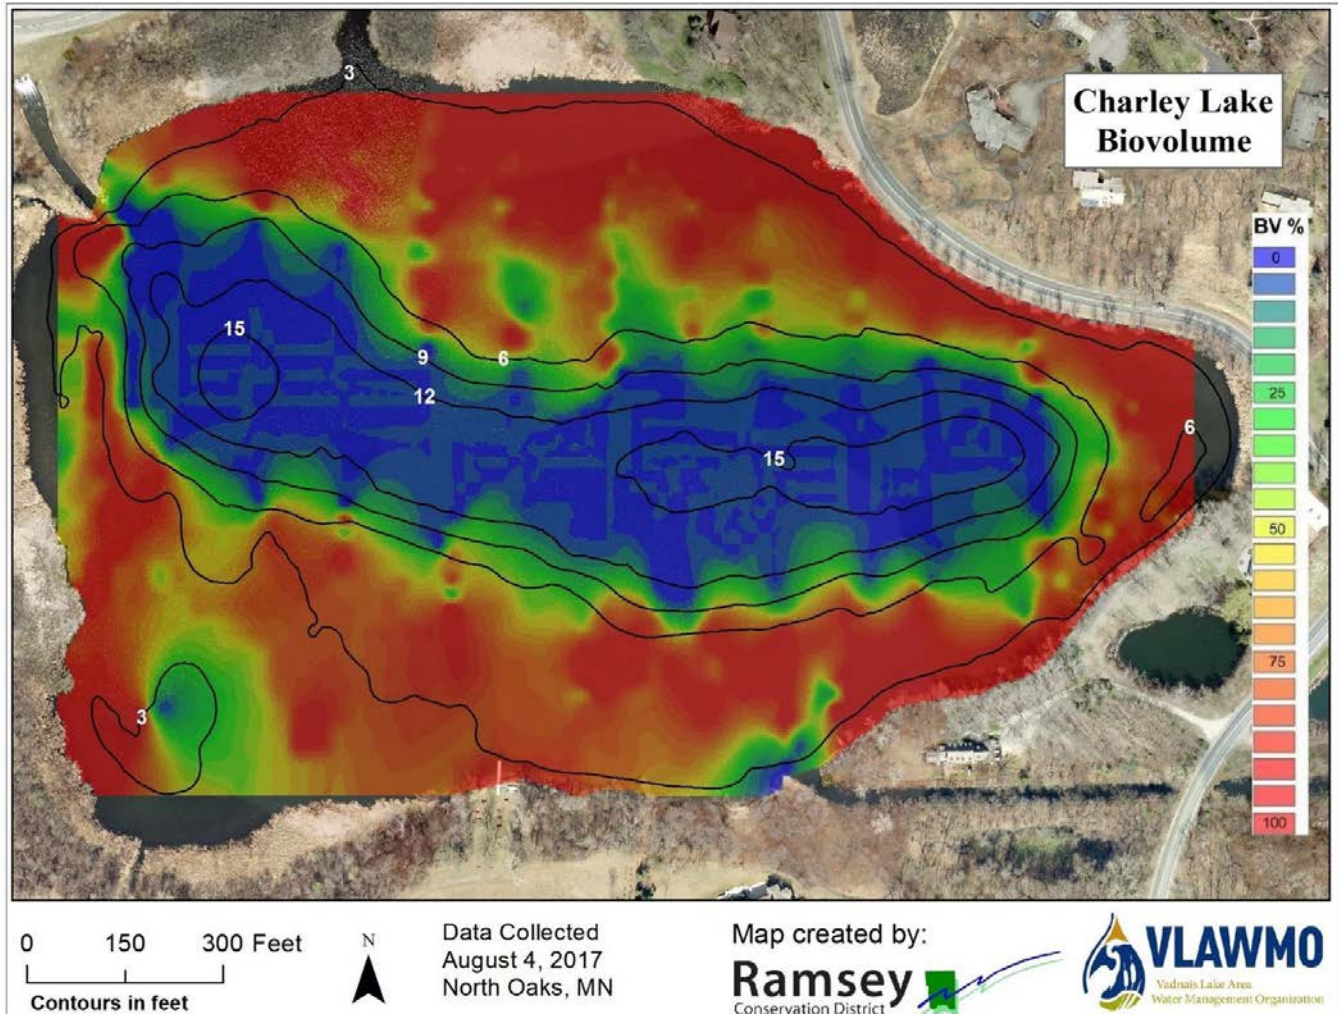 Charley Lake
Biovolume
BV %
0
25
50
75
100
3
15
9
6
12
15
6
3
0 150 300 Feet
Contours in feet
N
Data Collected
August 4, 2017
North Oaks, MN
Map created by:
Ramsey
Conservation District
VLAWMO
Vadnais Lake Area
Water Management Organization